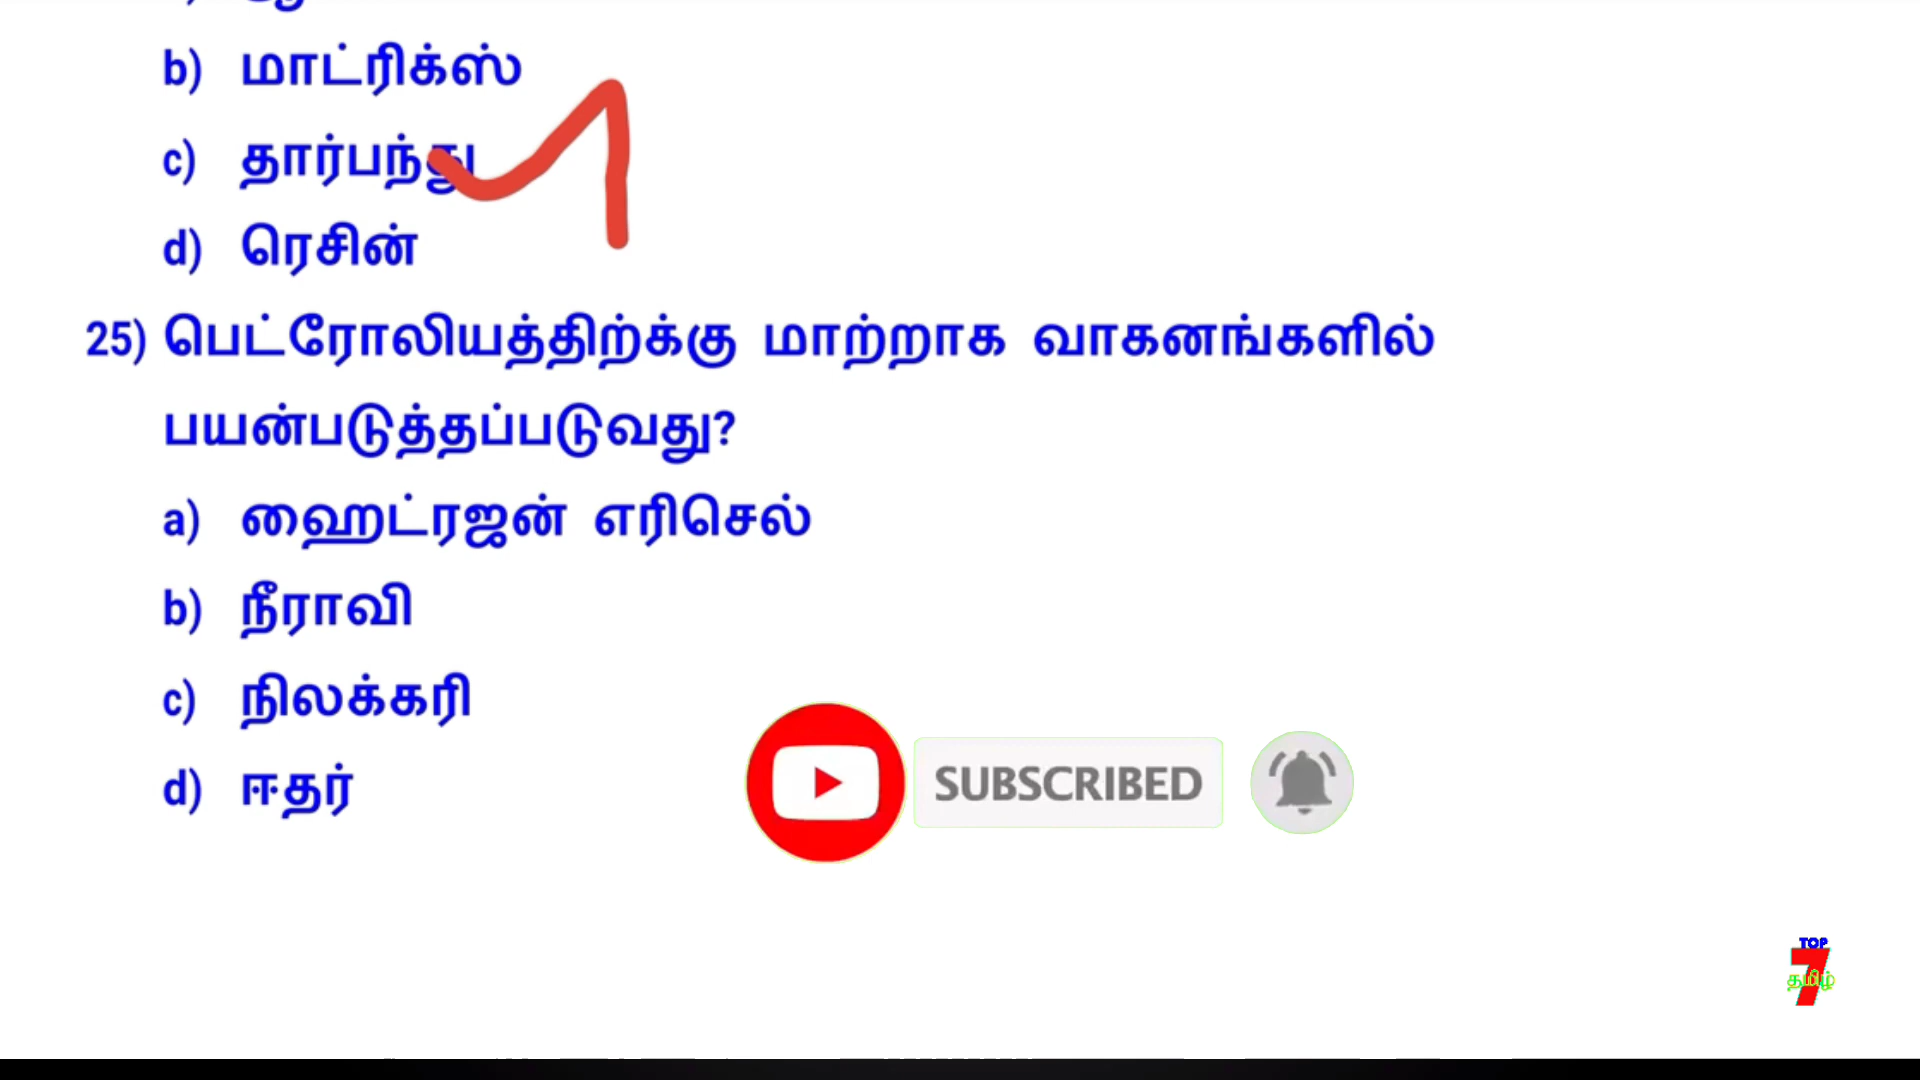 b) மாட்ரிக்ஸ்
c) தார்பந்து
d) ரெசின்
25) பெட்ரோலியத்திற்க்கு மாற்றாக வாகனங்களில்
பயன்படுத்தப்படுவது?
a) ஹைட்ரஜன் எரிசெல்
b) நீராவி
c) நிலக்கரி
d) ஈதர்
SUBSCRIBED
TOP
7
தமிழ்